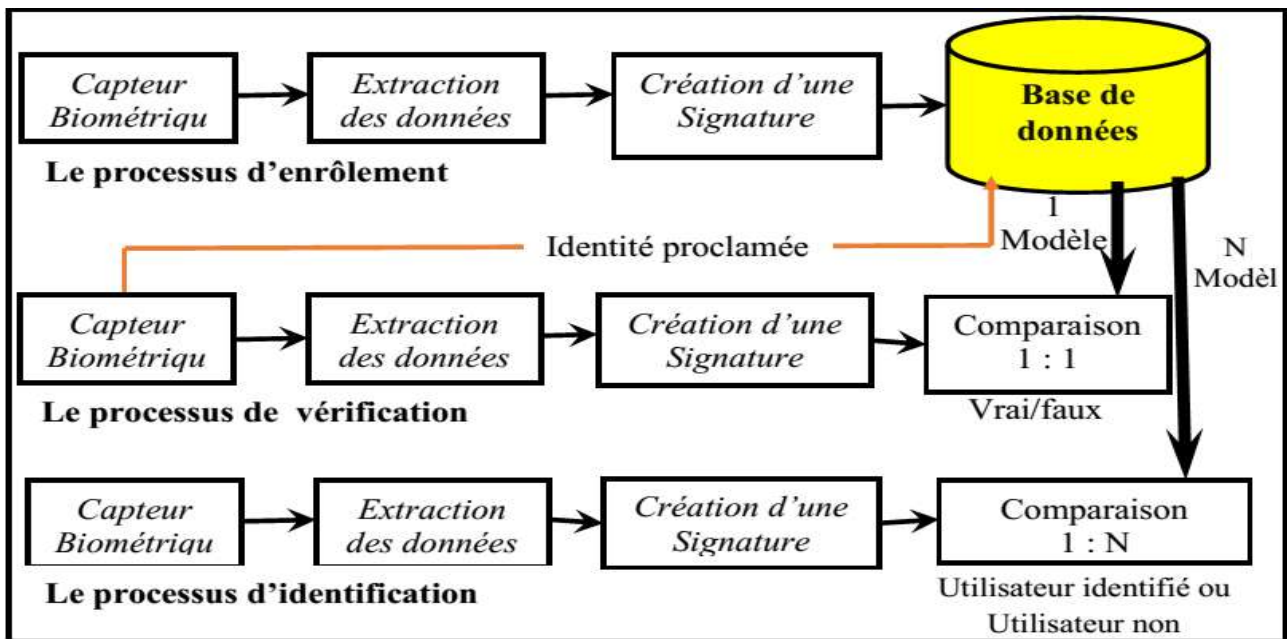 Capteur
Biométriqu
Extraction
des données
Création d’une
Signature
Base de
données
Le processus d’enrôlement
1
Modèle
N
Modèl
Identité proclamée
Capteur
Biométriqu
Extraction
des données
Création d’une
Signature
Comparaison
1 : 1
Le processus de vérification
Vrai/faux
Capteur
Biométriqu
Extraction
des données
Création d’une
Signature
Comparaison
1 : N
Le processus d’identification
Utilisateur identifié ou
Utilisateur non